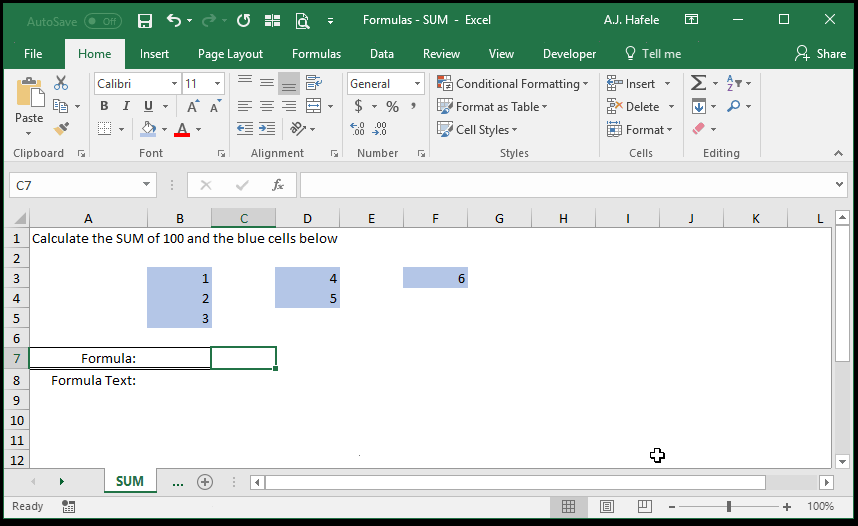 AutoSave Off Formulas - SUM - Excel A.J. Hafele
File Home Insert Page Layout Formulas Data Review View Developer Tell me Share
Calibri 11 General Conditional Formatting Insert
Paste B I U A A $ % , Format as Table Delete
A Cell Styles Format
Clipboard Font Alignment Number Styles Cells Editing
C7 fx
A B C D E F G H I J K L
1 Calculate the SUM of 100 and the blue cells below
2
3 1 4 6
4 2 5
5 3
6
7 Formula:
8 Formula Text:
9
10
11
12
SUM ...
Ready 100%